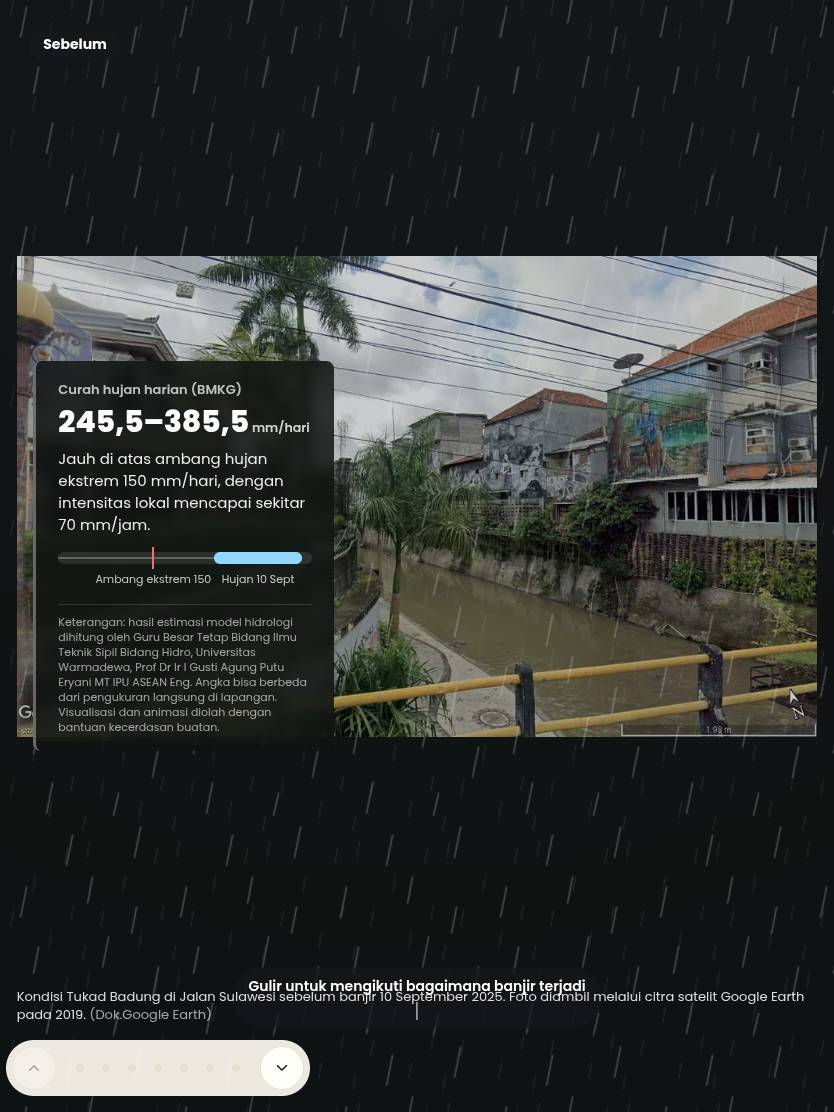 Sebelum
Curah hujan harian (BMKG)
245,5–385,5 mm/hari
Jauh di atas ambang hujan
ekstrem 150 mm/hari, dengan
intensitas lokal mencapai sekitar
70 mm/jam.
Ambang ekstrem 150 Hujan 10 Sept
Keterangan: hasil estimasi model hidrologi
dihitung oleh Guru Besar Tetap Bidang Ilmu
Teknik Sipil Bidang Hidro, Universitas
Warmadewa, Prof Dr Ir I Gusti Agung Putu
Eryani MT IPU ASEAN Eng. Angka bisa berbeda
dari pengukuran langsung di lapangan.
Visualisasi dan animasi diolah dengan
bantuan kecerdasan buatan.
N
1.98 m
Gulir untuk mengikuti bagaimana banjir terjadi
Kondisi Tukad Badung di Jalan Sulawesi sebelum banjir 10 September 2025. Foto diambil melalui citra satelit Google Earth
pada 2019. (Dok.Google Earth)